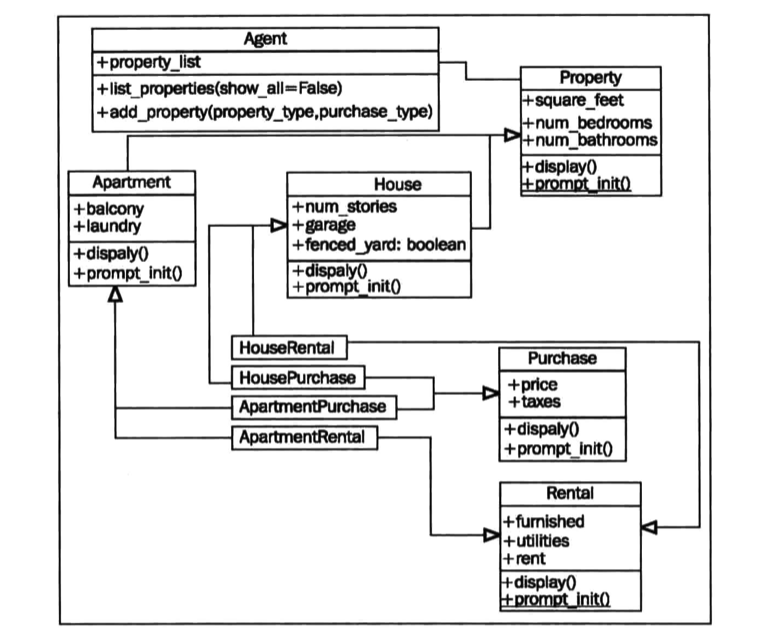 Agent
+property_list
+list_properties(show_all=False)
+add_property(property_type,purchase_type)
Property
+square_feet
+num_bedrooms
+num_bathrooms
+display()
+prompt_init()
Apartment
+balcony
+laundry
+dispaly()
+prompt_init()
House
+num_stories
+garage
+fenced_yard: boolean
+dispaly()
+prompt_init()
HouseRental
HousePurchase
ApartmentPurchase
ApartmentRental
Purchase
+price
+taxes
+dispaly()
+prompt_init()
Rental
+furnished
+utilities
+rent
+display()
+prompt_init()